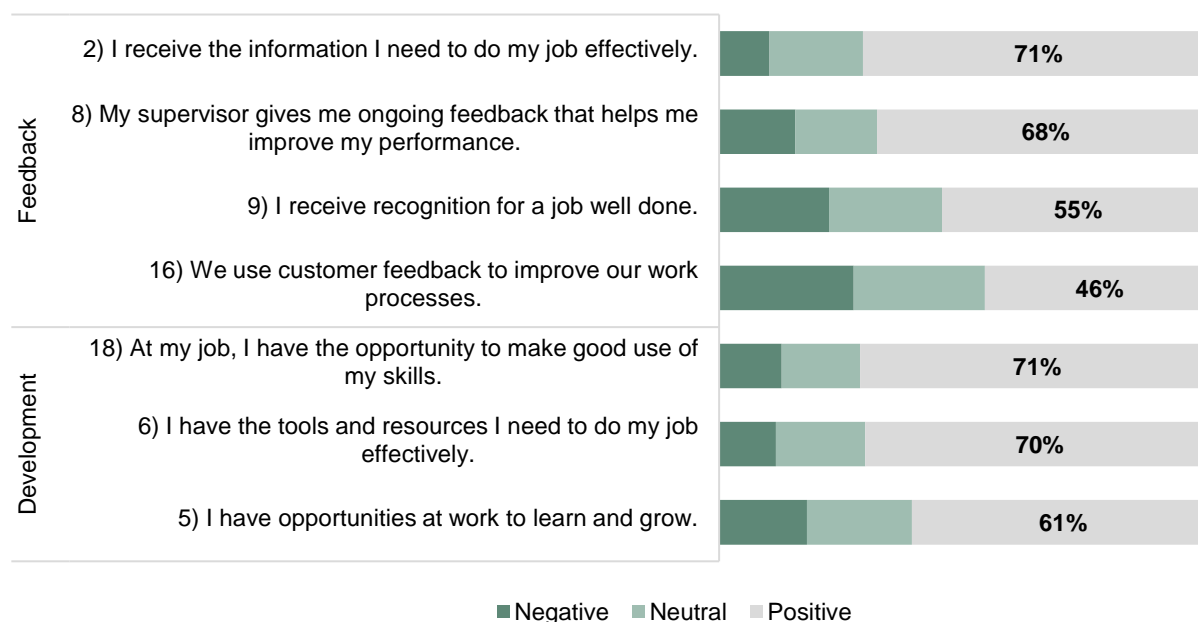 Feedback
2) I receive the information I need to do my job effectively.
71%
8) My supervisor gives me ongoing feedback that helps me
improve my performance.
68%
9) I receive recognition for a job well done.
55%
16) We use customer feedback to improve our work
processes.
46%
Development
18) At my job, I have the opportunity to make good use of
my skills.
71%
6) I have the tools and resources I need to do my job
effectively.
70%
5) I have opportunities at work to learn and grow.
61%
Negative Neutral Positive